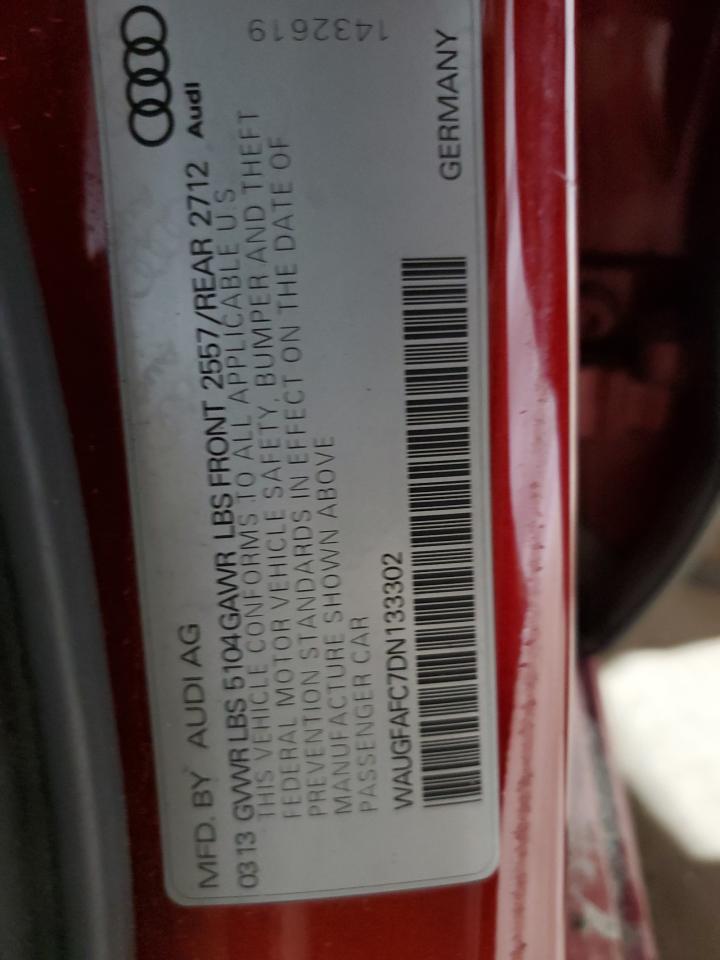 MFD. BY AUDI AG
Audi
03 13 GVWR LBS 5104 GAWR LBS FRONT 2557/REAR 2712
THIS VEHICLE CONFORMS TO ALL APPLICABLE U.S
FEDERAL MOTOR VEHICLE SAFETY, BUMPER AND THEFT
PREVENTION STANDARDS IN EFFECT ON THE DATE OF
MANUFACTURE SHOWN ABOVE
PASSENGER CAR
WAUGFAFC7DN133302
GERMANY
1432619